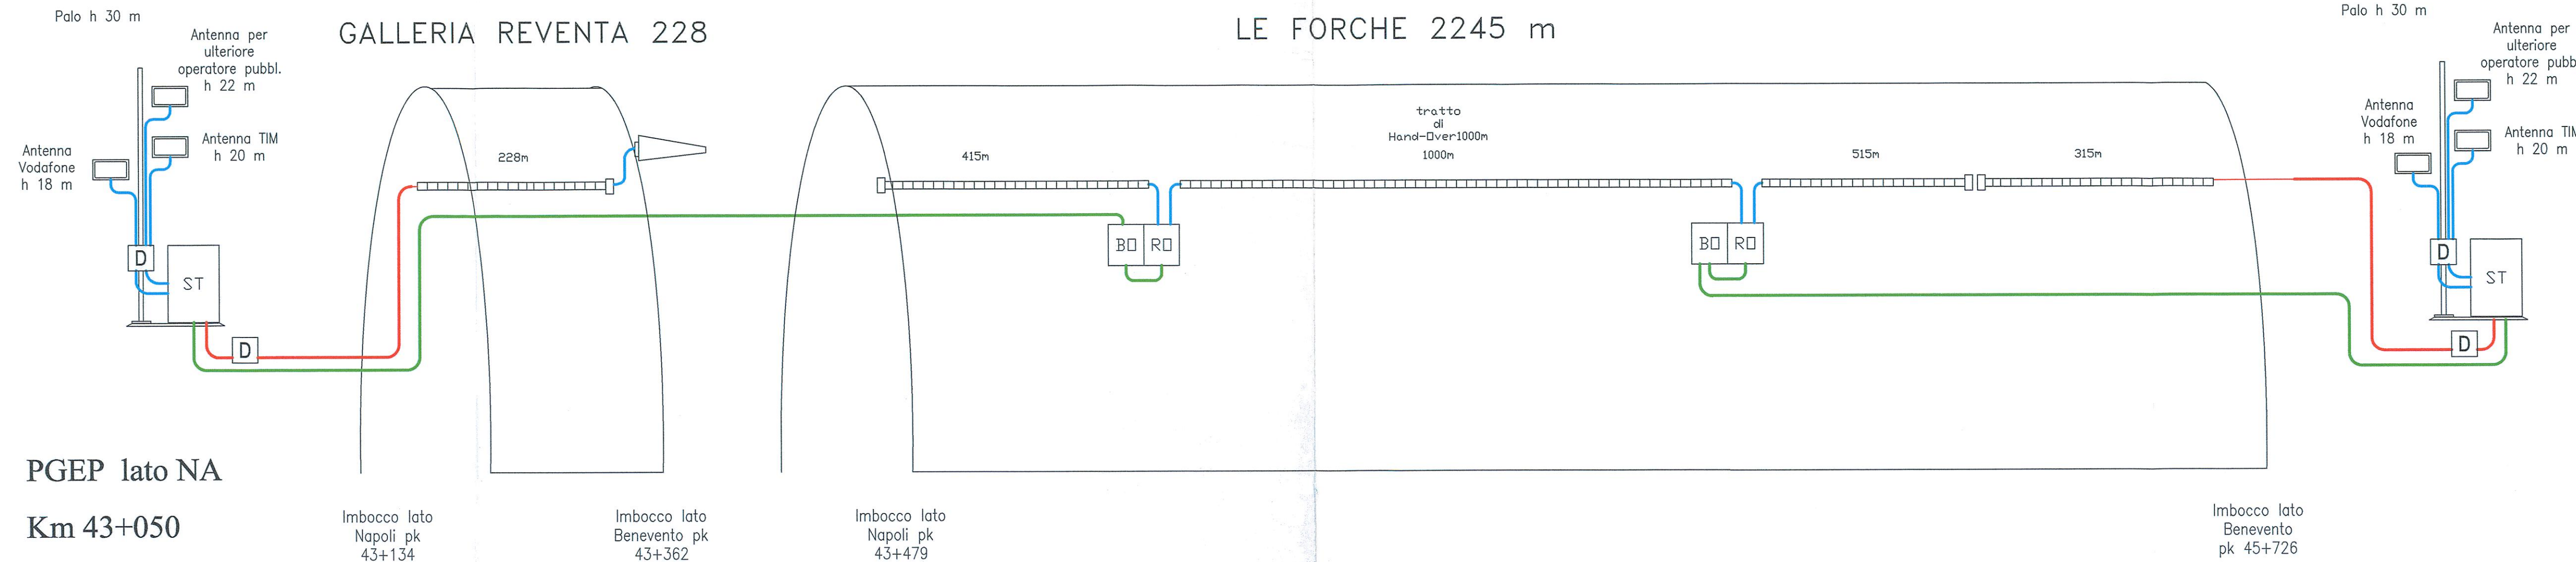 Palo h 30 m
Antenna per
ulteriore
operatore pubbl.
h 22 m
Antenna TIM
h 20 m
Antenna
Vodafone
h 18 m
D
ST
D
GALLERIA REVENTA 228
228m
LE FORCHE 2245 m
415m
tratto
di
Hand-Over1000m
1000m
515m
315m
BO RO
BO RO
Palo h 30 m
Antenna per
ulteriore
operatore pubb
h 22 m
Antenna TIM
h 20 m
Antenna
Vodafone
h 18 m
D
ST
D
PGEP lato NA
Km 43+050
Imbocco lato
Napoli pk
43+134
Imbocco lato
Benevento pk
43+362
Imbocco lato
Napoli pk
43+479
Imbocco lato
Benevento
pk 45+726